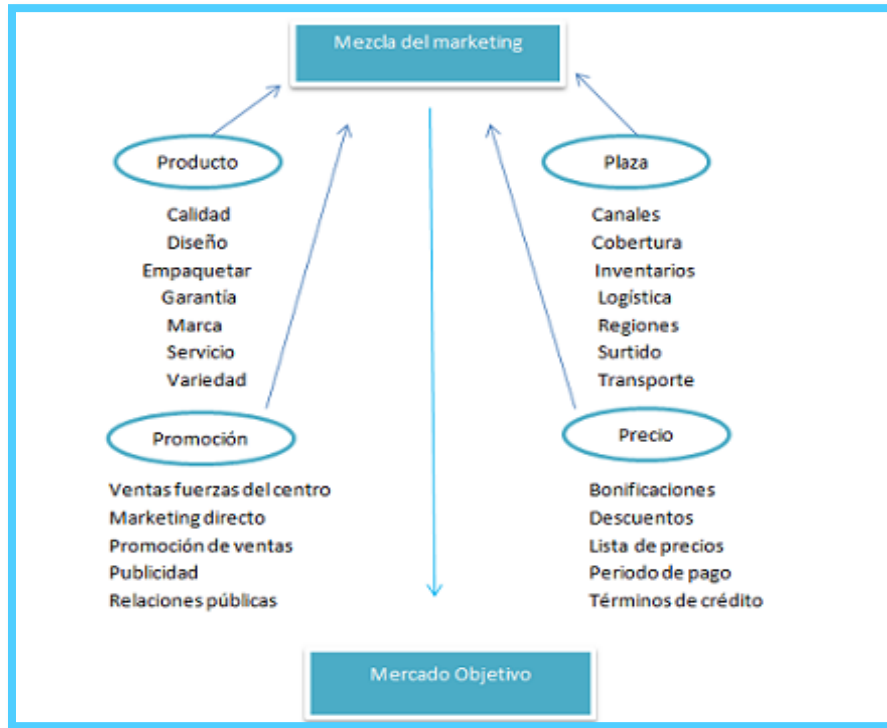 Mezcla del marketing
Producto
Calidad
Diseño
Empaquetar
Garantía
Marca
Servicio
Variedad
Plaza
Canales
Cobertura
Inventarios
Logística
Regiones
Surtido
Transporte
Promoción
Ventas fuerzas del centro
Marketing directo
Promoción de ventas
Publicidad
Relaciones públicas
Precio
Bonificaciones
Descuentos
Lista de precios
Periodo de pago
Términos de crédito
Mercado Objetivo